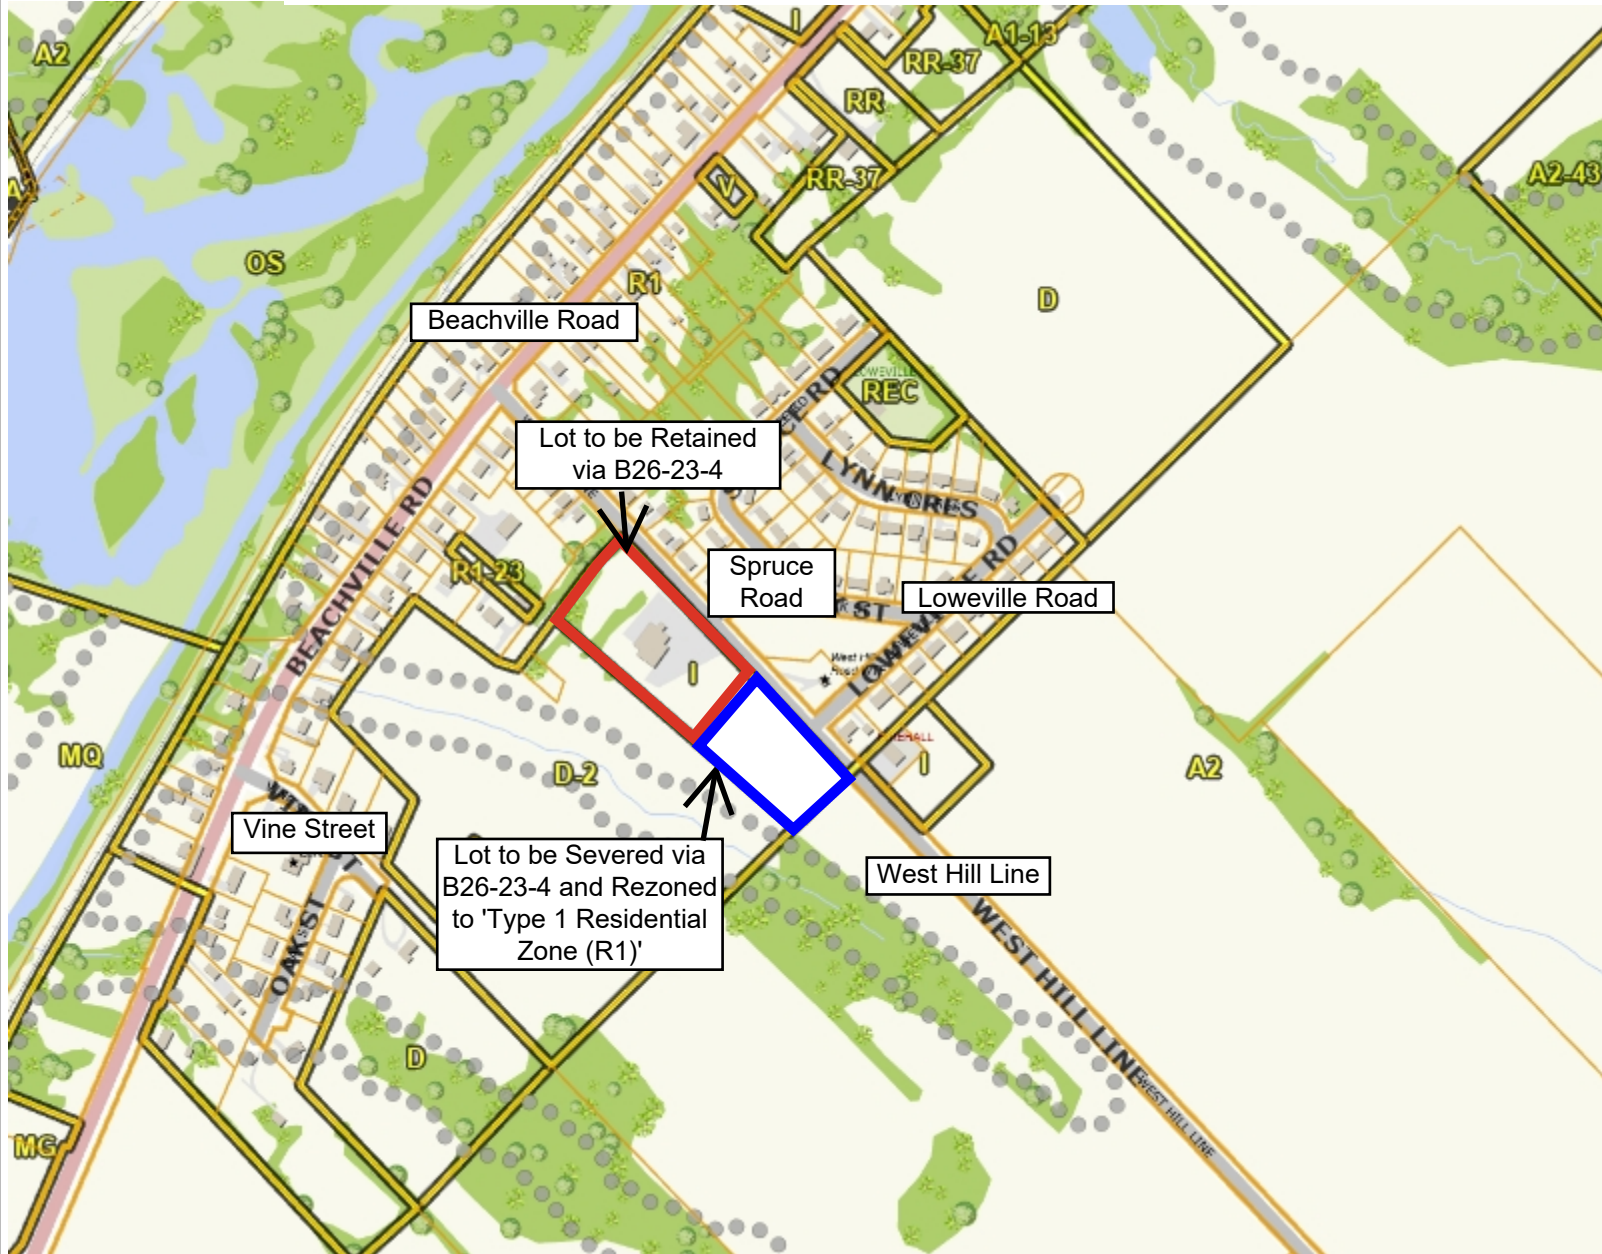 I
A1-13
A2
RR-37
RR
A2-43
RR-37
V
OS
R1
D
Beachville Road
REC
Lot to be Retained
via B26-23-4
LYNN CRES
BEACHVILLE RD
R1-23
Spruce
Road
ST
Loweville Road
LOWEVILLE RD
I
MQ
D-2
I
A2
Vine Street
Lot to be Severed via
B26-23-4 and Rezoned
to 'Type 1 Residential
Zone (R1)'
West Hill Line
OAK ST
WEST HILL LINE
WEST HILL LINE
D
MG